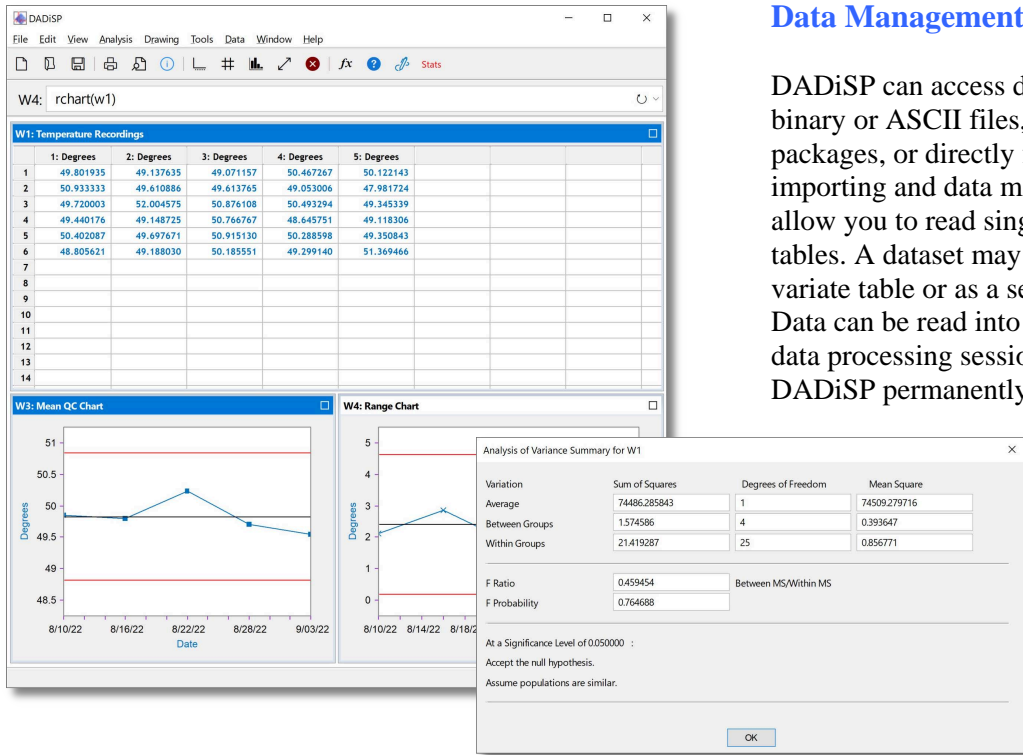 DADiSP
File Edit View Analysis Drawing Tools Data Window Help
fx ? Stats
W4: rchart(w1)
W1: Temperature Recordings
1: Degrees 2: Degrees 3: Degrees 4: Degrees 5: Degrees
1 49.801935 49.137635 49.071157 50.467267 50.122143
2 50.933333 49.610886 49.613765 49.053006 47.981724
3 49.720003 52.004575 50.876108 50.493294 49.345339
4 49.440176 49.148725 50.766767 48.645751 49.118306
5 50.402087 49.697671 50.915130 50.288598 49.350843
6 48.805621 49.188030 50.185551 49.299140 51.369466
7
8
9
10
11
12
13
14
W3: Mean QC Chart
51
50.5
50
49.5
49
48.5
Degrees
8/10/22 8/16/22 8/22/22 8/28/22 9/03/22
Date
W4: Range Chart
5
4
3
2
1
0
Degrees
8/10/22 8/14/22 8/18/2
Data Management
DADiSP can access d
binary or ASCII files,
packages, or directly
importing and data m
allow you to read sing
tables. A dataset may
variate table or as a se
Data can be read into
data processing sessio
DADiSP permanently
Analysis of Variance Summary for W1
Variation Sum of Squares Degrees of Freedom Mean Square
Average 74486.285843 1 74509.279716
Between Groups 1.574586 4 0.393647
Within Groups 21.419287 25 0.856771
F Ratio 0.459454 Between MS/Within MS
F Probability 0.764688
At a Significance Level of 0.050000 :
Accept the null hypothesis.
Assume populations are similar.
OK